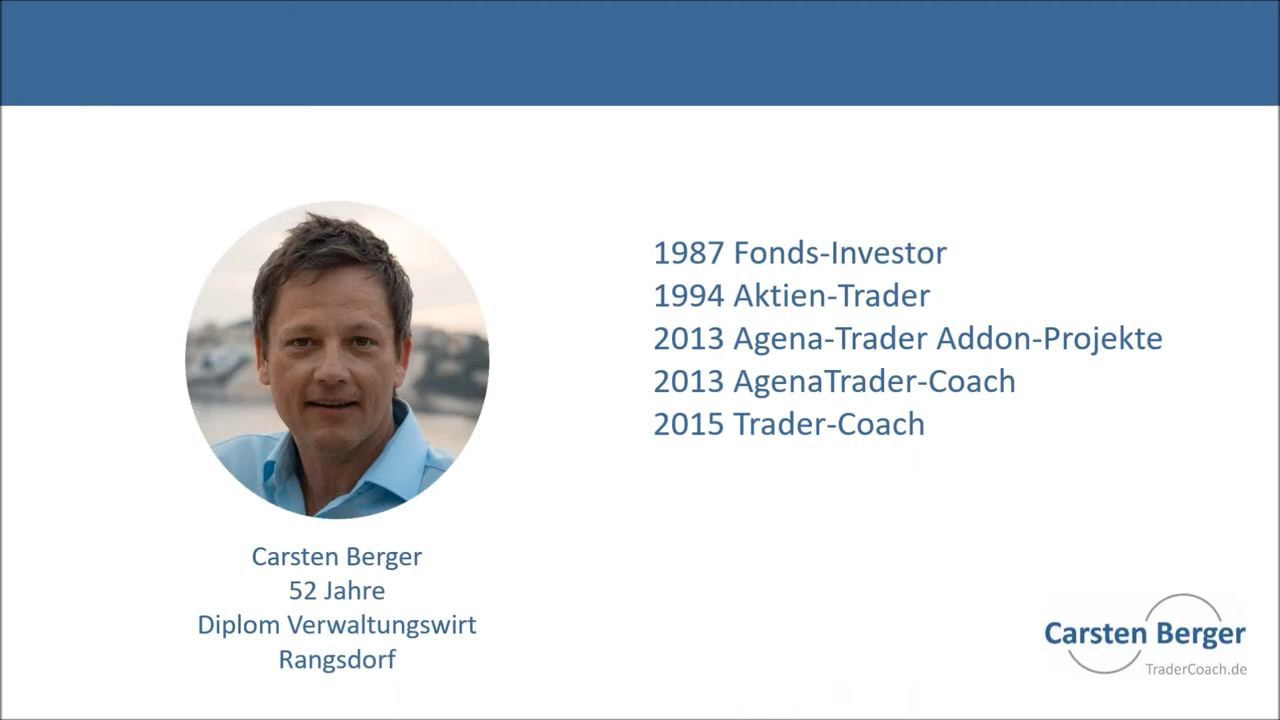 1987 Fonds-Investor
1994 Aktien-Trader
2013 Agena-Trader Addon-Projekte
2013 AgenaTrader-Coach
2015 Trader-Coach
Carsten Berger
52 Jahre
Diplom Verwaltungswirt
Rangsdorf
Carsten Berger
TraderCoach.de